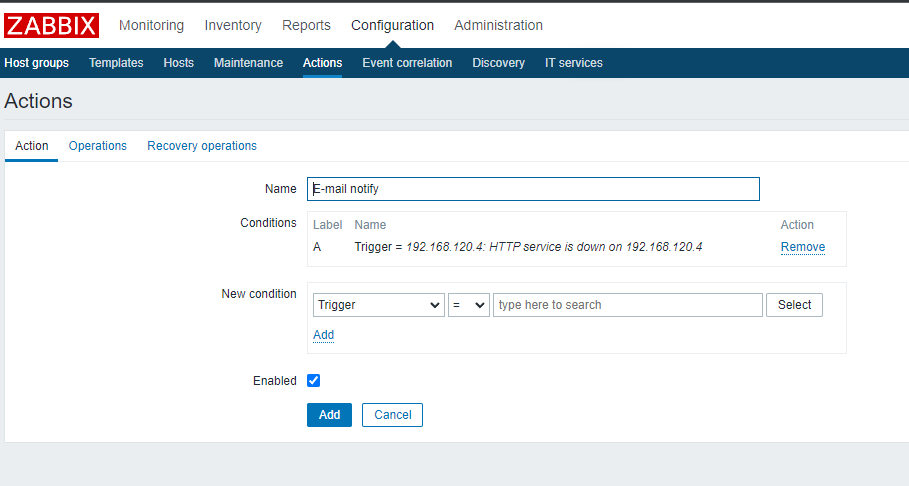 ZABBIX Monitoring Inventory Reports Configuration Administration
Host groups Templates Hosts Maintenance Actions Event correlation Discovery IT services
Actions
Action Operations Recovery operations
Name E-mail notify
Conditions Label Name Action
A Trigger = 192.168.120.4: HTTP service is down on 192.168.120.4 Remove
New condition
Trigger = type here to search Select
Add
Enabled
Add Cancel